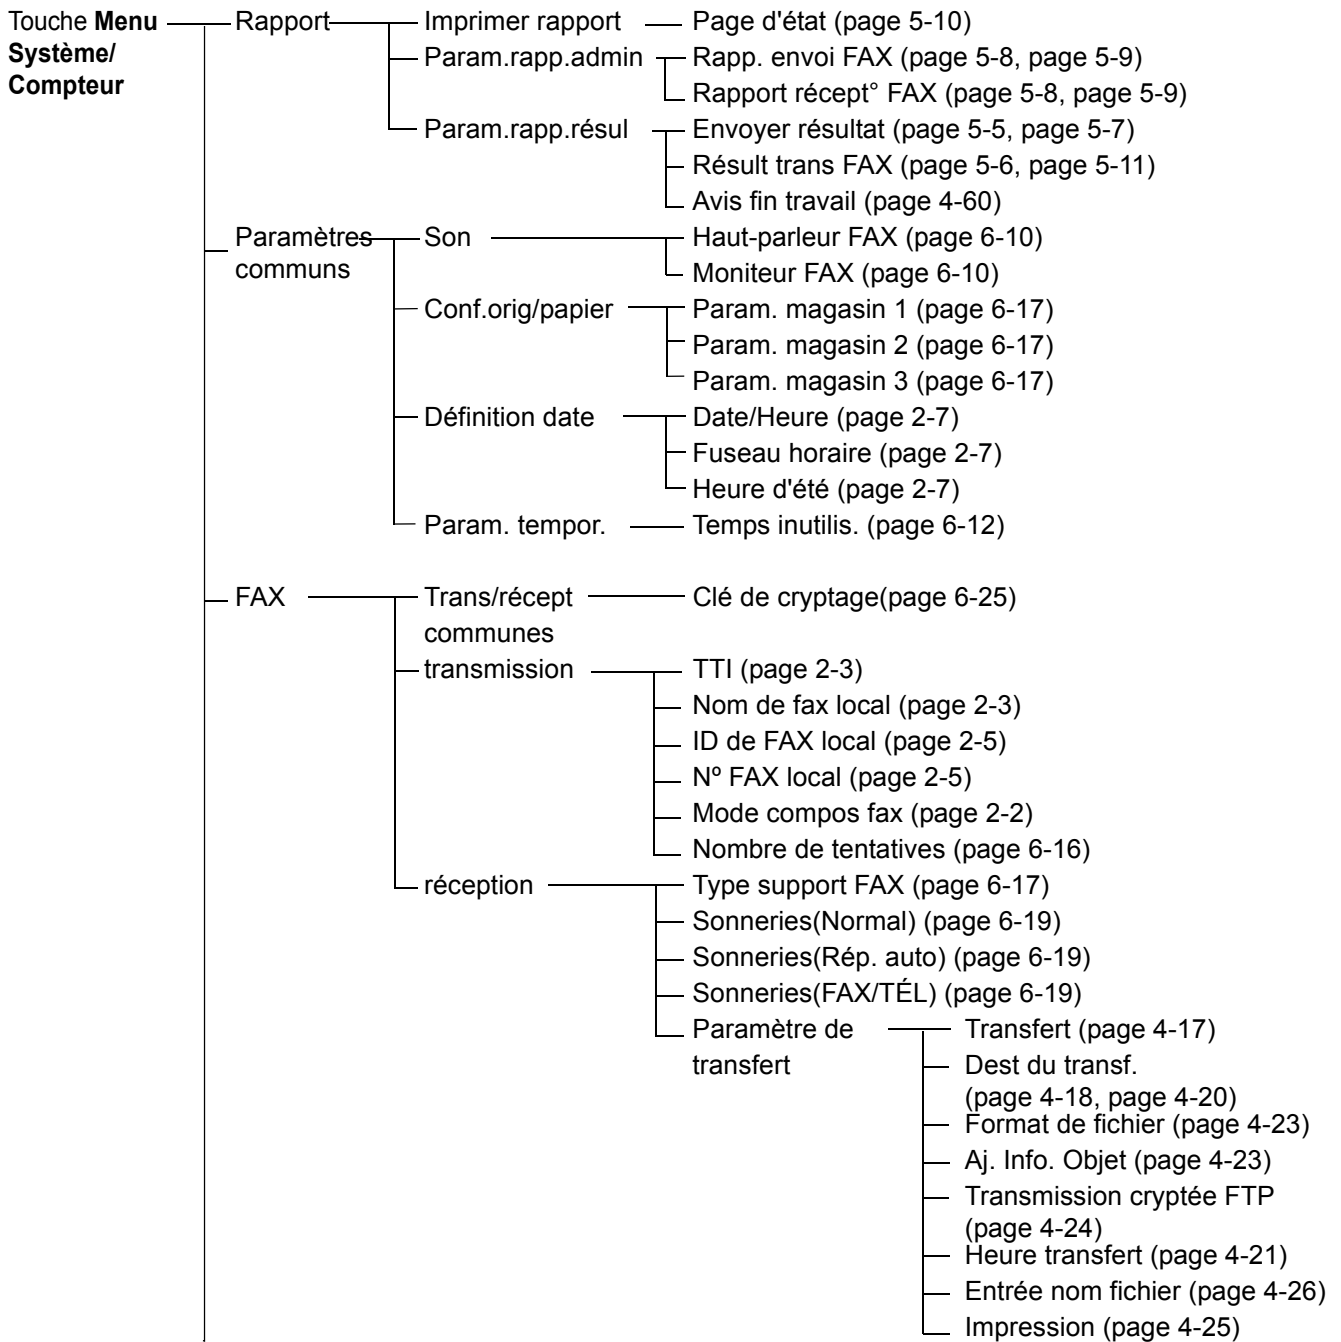 Touche Menu Système/ Compteur
Rapport
Imprimer rapport
Page d'état (page 5-10)
Param.rapp.admin
Rapp. envoi FAX (page 5-8, page 5-9)
Rapport récept° FAX (page 5-8, page 5-9)
Param.rapp.résul
Envoyer résultat (page 5-5, page 5-7)
Résult trans FAX (page 5-6, page 5-11)
Avis fin travail (page 4-60)
Paramètres
communs
Son
Haut-parleur FAX (page 6-10)
Moniteur FAX (page 6-10)
Conf.orig/papier
Param. magasin 1 (page 6-17)
Param. magasin 2 (page 6-17)
Param. magasin 3 (page 6-17)
Définition date
Date/Heure (page 2-7)
Fuseau horaire (page 2-7)
Heure d'été (page 2-7)
Param. tempor.
Temps inutilis. (page 6-12)
FAX
Trans/récept
communes
Clé de cryptage(page 6-25)
transmission
TTI (page 2-3)
Nom de fax local (page 2-3)
ID de FAX local (page 2-5)
Nº FAX local (page 2-5)
Mode compos fax (page 2-2)
Nombre de tentatives (page 6-16)
réception
Type support FAX (page 6-17)
Sonneries(Normal) (page 6-19)
Sonneries(Rép. auto) (page 6-19)
Sonneries(FAX/TÉL) (page 6-19)
Paramètre de
transfert
Transfert (page 4-17)
Dest du transf.
(page 4-18, page 4-20)
Format de fichier (page 4-23)
Aj. Info. Objet (page 4-23)
Transmission cryptée FTP
(page 4-24)
Heure transfert (page 4-21)
Entrée nom fichier (page 4-26)
Impression (page 4-25)